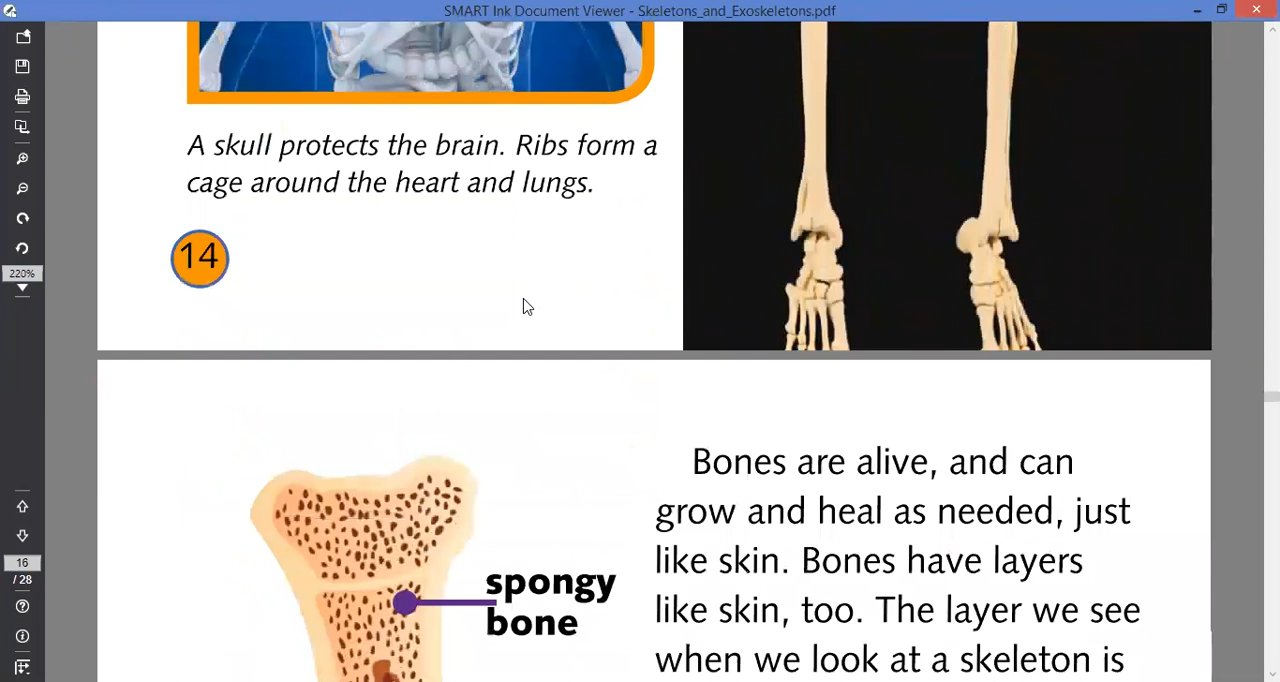 SMART Ink Document Viewer - Skeletons_and_Exoskeletons.pdf
A skull protects the brain. Ribs form a
cage around the heart and lungs.
14
220%
Bones are alive, and can
grow and heal as needed, just
like skin. Bones have layers
like skin, too. The layer we see
when we look at a skeleton is
spongy
bone
16
/ 28